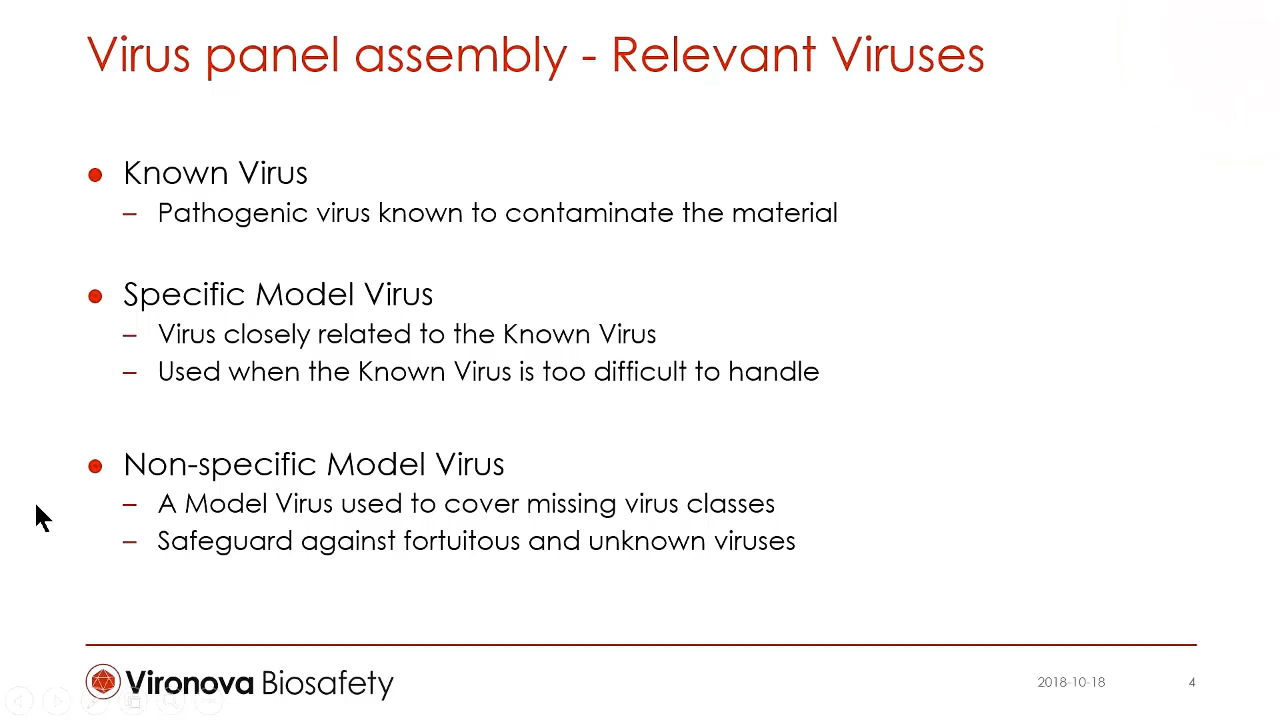 Virus panel assembly - Relevant Viruses
Known Virus
– Pathogenic virus known to contaminate the material
Specific Model Virus
– Virus closely related to the Known Virus
– Used when the Known Virus is too difficult to handle
Non-specific Model Virus
– A Model Virus used to cover missing virus classes
– Safeguard against fortuitous and unknown viruses
Vironova Biosafety
2018-10-18
4